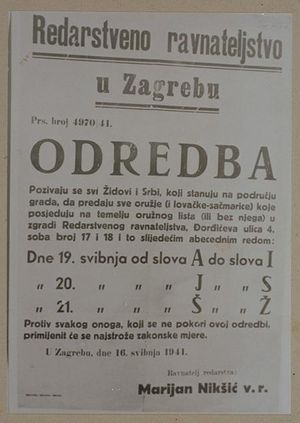 Redarstveno ravnateljstvo
u Zagrebu
Prs. broj 4970/41.
ODREDBA
Pozivaju se svi Židovi i Srbi, koji stanuju na području
grada, da predaju sve oružje (i lovačke-sačmarice) koje
posjeduju na temelju oružnog lista (ili bez njega) u
zgradi Redarstvenog ravnateljstva, Đorđićeva ulica 4,
soba broj 17 i 18 i to slijedećim abecednim redom:
Dne 19. svibnja od slova A do slova I
„ 20. „ „ „ J „ „ S
„ 21. „ „ „ Š „ „ Ž
Protiv svakog onoga, koji se ne pokori ovoj odredbi,
primijenit će se najstrože zakonske mjere.
U Zagrebu, dne 16. svibnja 1941.
Ravnatelj redarstva:
Marijan Nikšić v. r.